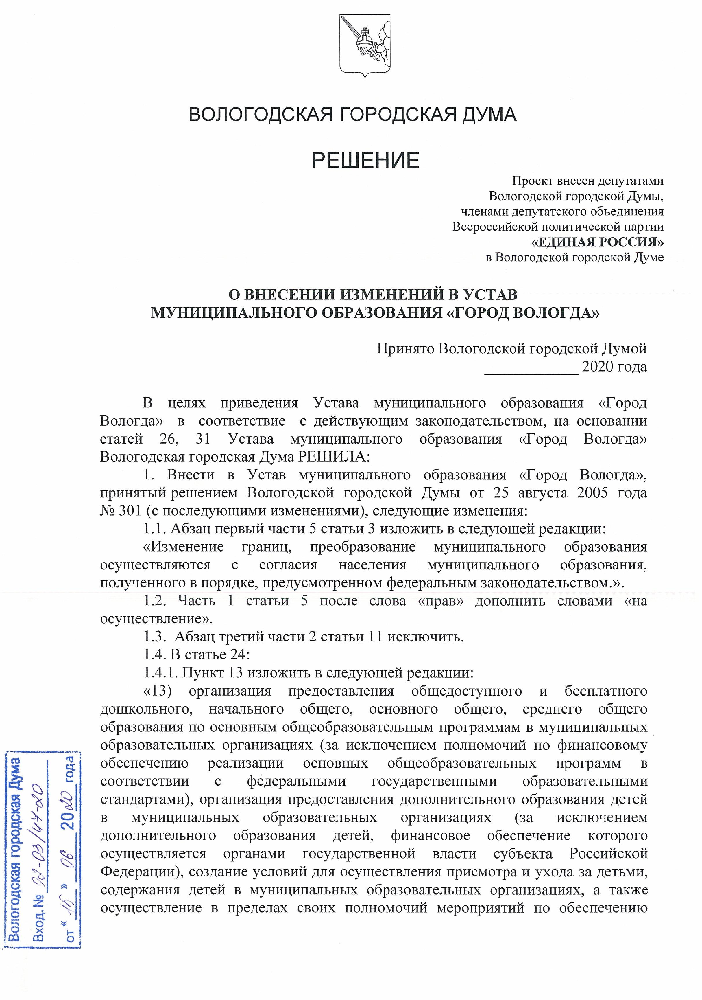 ВОЛОГОДСКАЯ ГОРОДСКАЯ ДУМА
РЕШЕНИЕ
Проект внесен депутатами
Вологодской городской Думы,
членами депутатского объединения
Всероссийской политической партии
«ЕДИНАЯ РОССИЯ»
в Вологодской городской Думе
О ВНЕСЕНИИ ИЗМЕНЕНИЙ В УСТАВ
МУНИЦИПАЛЬНОГО ОБРАЗОВАНИЯ «ГОРОД ВОЛОГДА»
Принято Вологодской городской Думой
____________ 2020 года
В целях приведения Устава муниципального образования «Город
Вологда» в соответствие с действующим законодательством, на основании
статей 26, 31 Устава муниципального образования «Город Вологда»
Вологодская городская Дума РЕШИЛА:
1. Внести в Устав муниципального образования «Город Вологда»,
принятый решением Вологодской городской Думы от 25 августа 2005 года
№ 301 (с последующими изменениями), следующие изменения:
1.1. Абзац первый части 5 статьи 3 изложить в следующей редакции:
«Изменение границ, преобразование муниципального образования
осуществляются с согласия населения муниципального образования,
полученного в порядке, предусмотренном федеральным законодательством.».
1.2. Часть 1 статьи 5 после слова «прав» дополнить словами «на
осуществление».
1.3. Абзац третий части 2 статьи 11 исключить.
1.4. В статье 24:
1.4.1. Пункт 13 изложить в следующей редакции:
«13) организация предоставления общедоступного и бесплатного
дошкольного, начального общего, основного общего, среднего общего
образования по основным общеобразовательным программам в муниципальных
образовательных организациях (за исключением полномочий по финансовому
обеспечению реализации основных общеобразовательных программ в
соответствии с федеральными государственными образовательными
стандартами), организация предоставления дополнительного образования детей
в муниципальных образовательных организациях (за исключением
дополнительного образования детей, финансовое обеспечение которого
осуществляется органами государственной власти субъекта Российской
Федерации), создание условий для осуществления присмотра и ухода за детьми,
содержания детей в муниципальных образовательных организациях, а также
осуществление в пределах своих полномочий мероприятий по обеспечению
Вологодская городская Дума
Вход. №
от « 15 » 06 2020 года